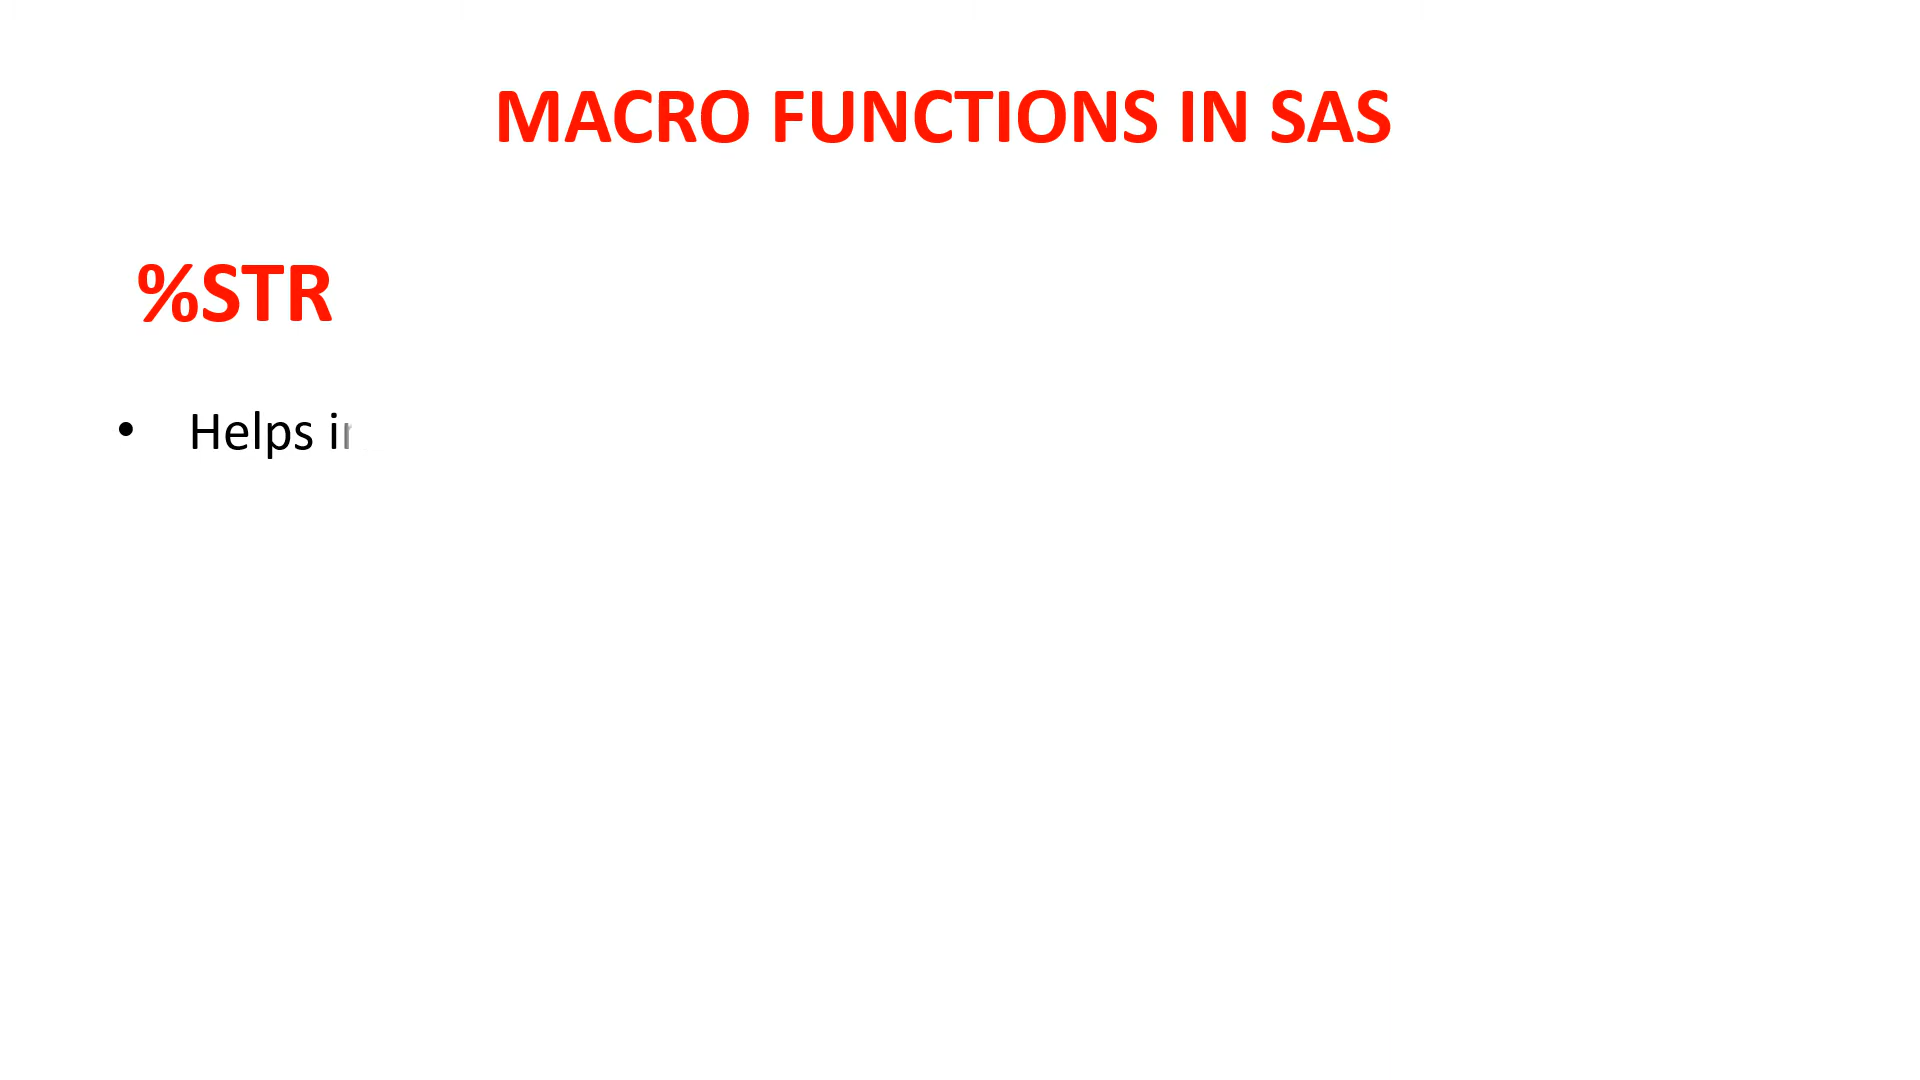 MACRO FUNCTIONS IN SAS
%STR
• Helps